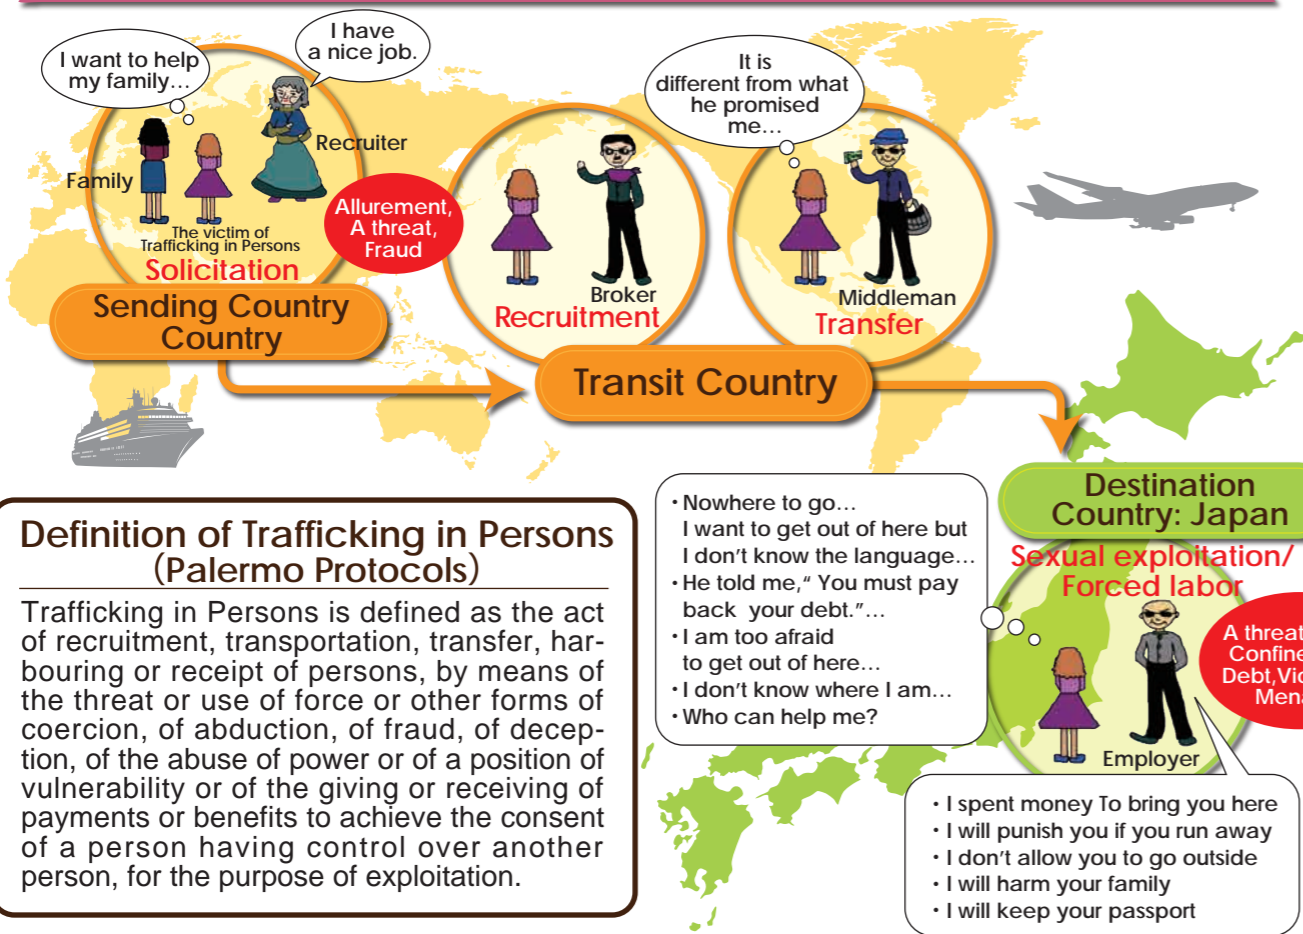 I want to help
my family…
I have
a nice job.
Family
Recruiter
The victim of
Trafficking in Persons
Solicitation
Sending Country
Country
Allurement,
A threat,
Fraud
Broker
Recruitment
It is
different from what
he promised
me…
Middleman
Transfer
Transit Country
Destination
Country: Japan
Sexual exploitation/
Forced labor
A threat
Debt,
Employer
・Nowhere to go…
I want to get out of here but
I don't know the language…
・He told me,“ You must pay
back your debt.”…
・I am too afraid
to get out of here…
・I don't know where I am…
・Who can help me?
・I spent money To bring you here
・I will punish you if you run away
・I don't allow you to go outside
・I will harm your family
・I will keep your passport
Definition of Trafficking in Persons
(Palermo Protocols)
Trafficking in Persons is defined as the act
of recruitment, transportation, transfer, har-
bouring or receipt of persons, by means of
the threat or use of force or other forms of
coercion, of abduction, of fraud, of decep-
tion, of the abuse of power or of a position of
vulnerability or of the giving or receiving of
payments or benefits to achieve the consent
of a person having control over another
person, for the purpose of exploitation.